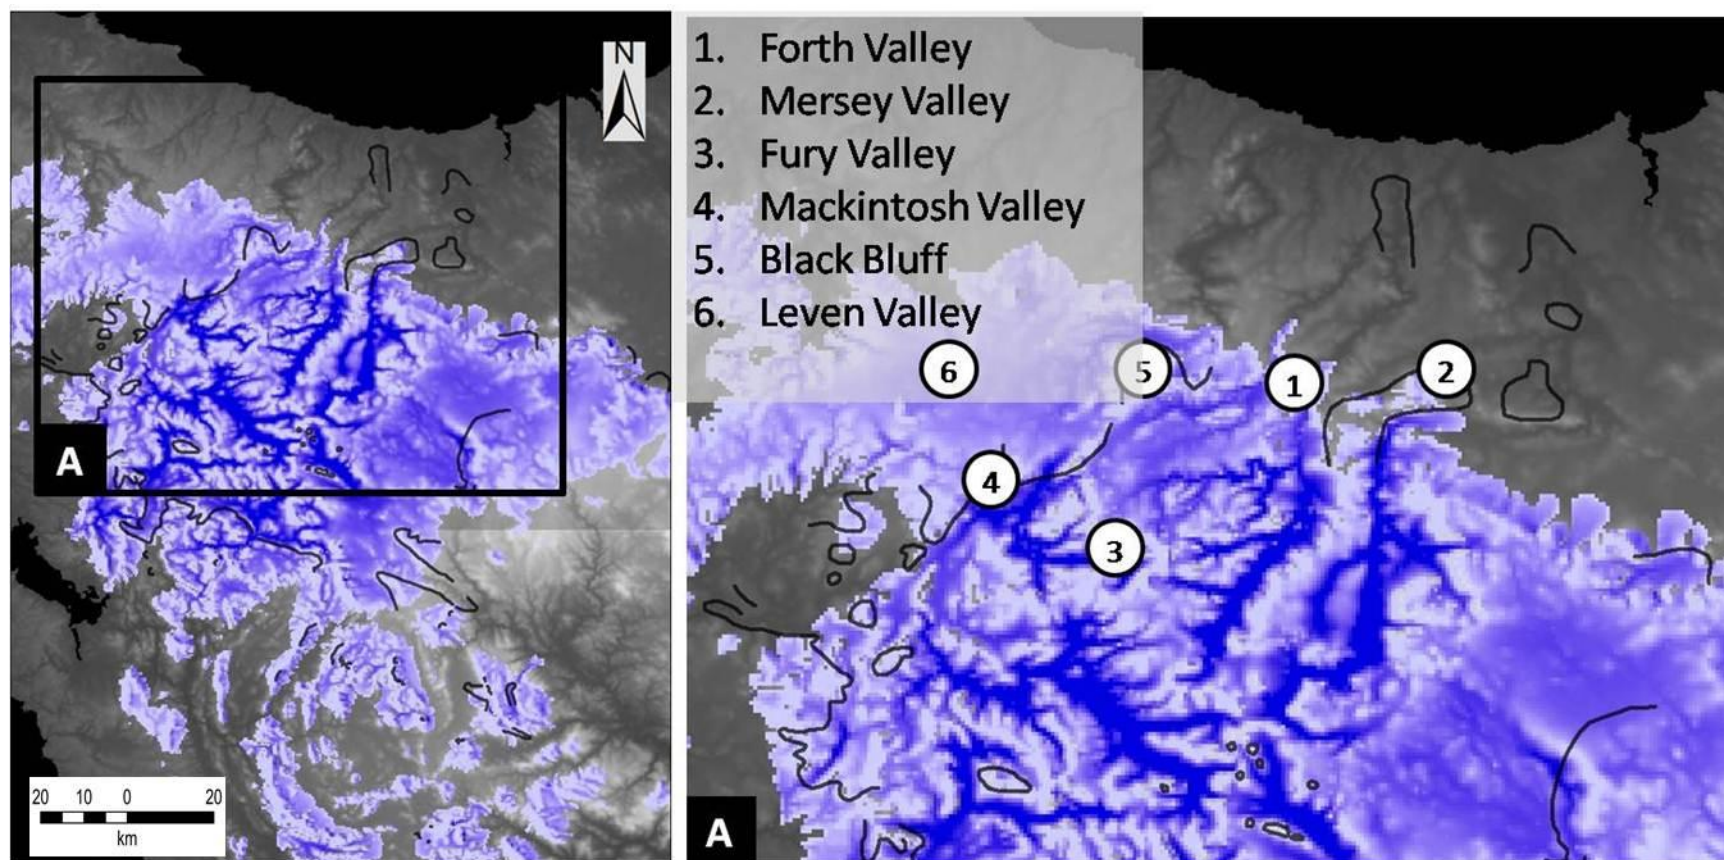 N
A
20 10 0 20
km
1. Forth Valley
2. Mersey Valley
3. Fury Valley
4. Mackintosh Valley
5. Black Bluff
6. Leven Valley
6
5
1
2
4
3
A